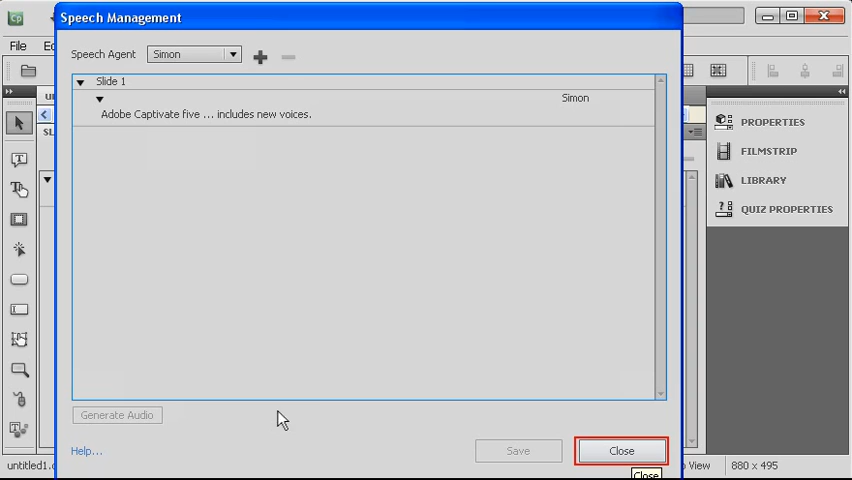 Cp
Speech Management
File
Speech Agent
Simon
Slide 1
Simon
Adobe Captivate five ... includes new voices.
PROPERTIES
FILMSTRIP
LIBRARY
QUIZ PROPERTIES
Generate Audio
Help...
Save
Close
Close
View
880 x 495